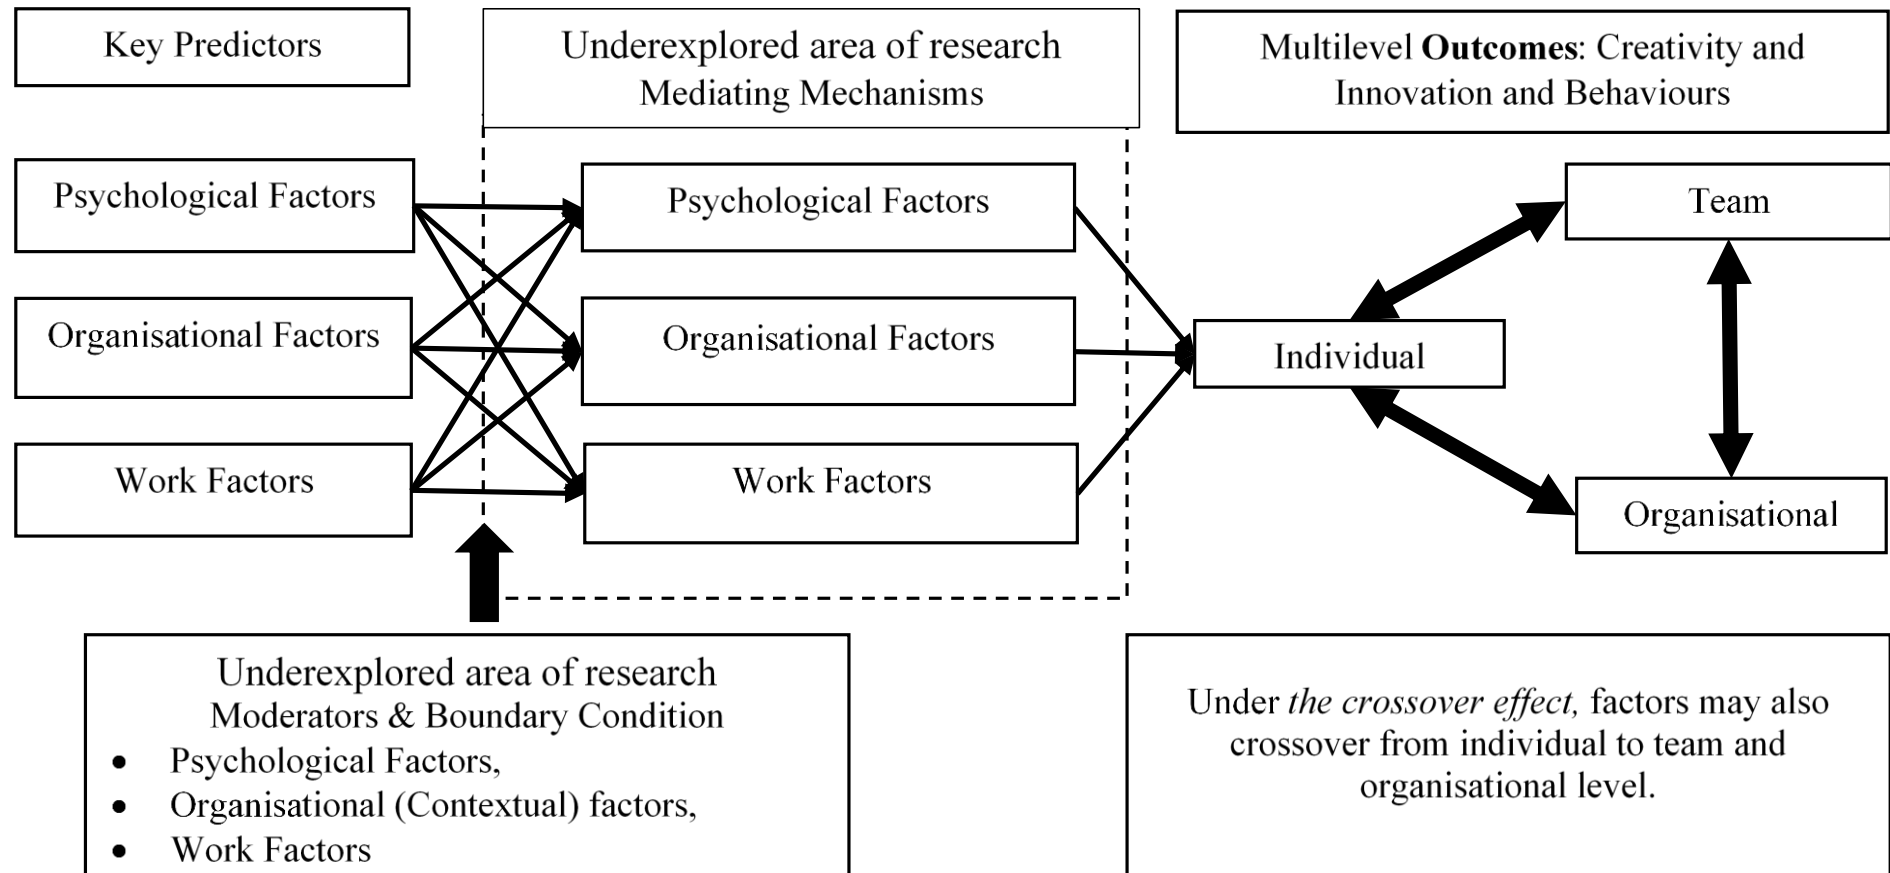 Key Predictors
Underexplored area of research
Mediating Mechanisms
Multilevel Outcomes: Creativity and
Innovation and Behaviours
Psychological Factors
Psychological Factors
Team
Organisational Factors
Organisational Factors
Individual
Work Factors
Work Factors
Organisational
Underexplored area of research
Moderators & Boundary Condition
• Psychological Factors,
• Organisational (Contextual) factors,
• Work Factors
Under the crossover effect, factors may also
crossover from individual to team and
organisational level.